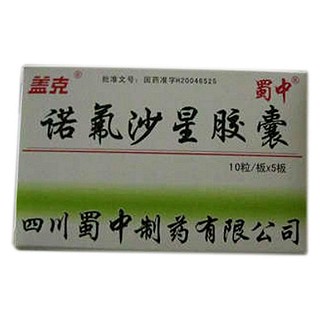 盖克® 批准文号：国药准字H20046525 蜀中®
诺氟沙星胶囊
10粒/板x5板
四川蜀中制药有限公司